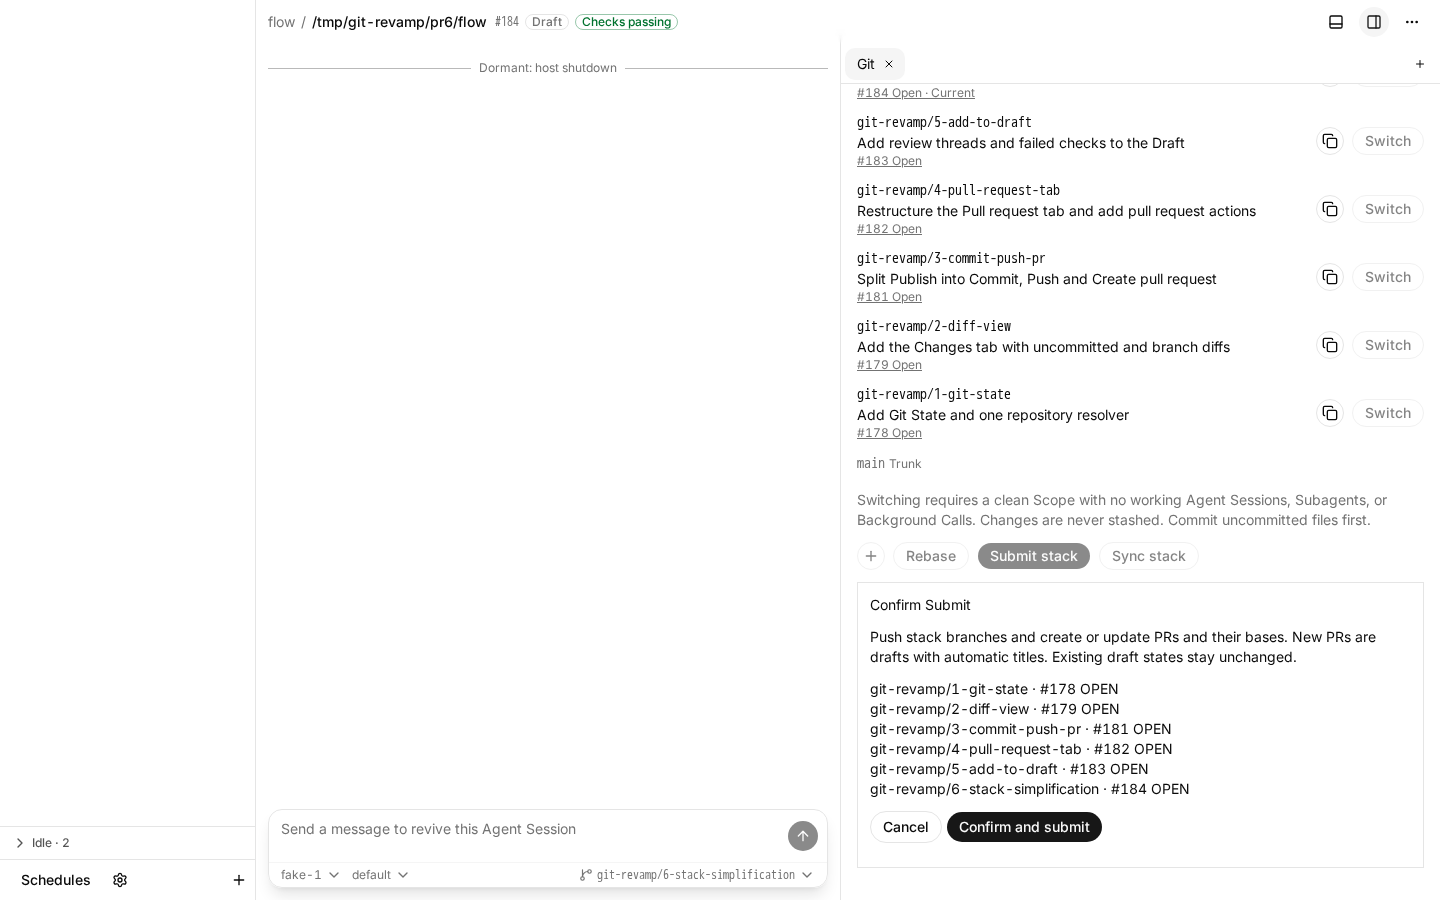 flow / /tmp/git-revamp/pr6/flow #184 Draft Checks passing
Dormant: host shutdown
Git
#184 Open · Current
git-revamp/5-add-to-draft
Add review threads and failed checks to the Draft
#183 Open
Switch
git-revamp/4-pull-request-tab
Restructure the Pull request tab and add pull request actions
#182 Open
Switch
git-revamp/3-commit-push-pr
Split Publish into Commit, Push and Create pull request
#181 Open
Switch
git-revamp/2-diff-view
Add the Changes tab with uncommitted and branch diffs
#179 Open
Switch
git-revamp/1-git-state
Add Git State and one repository resolver
#178 Open
Switch
main Trunk
Switching requires a clean Scope with no working Agent Sessions, Subagents, or
Background Calls. Changes are never stashed. Commit uncommitted files first.
Rebase Submit stack Sync stack
Confirm Submit
Push stack branches and create or update PRs and their bases. New PRs are
drafts with automatic titles. Existing draft states stay unchanged.
git-revamp/1-git-state · #178 OPEN
git-revamp/2-diff-view · #179 OPEN
git-revamp/3-commit-push-pr · #181 OPEN
git-revamp/4-pull-request-tab · #182 OPEN
git-revamp/5-add-to-draft · #183 OPEN
git-revamp/6-stack-simplification · #184 OPEN
Cancel Confirm and submit
Send a message to revive this Agent Session
fake-1 default git-revamp/6-stack-simplification
Idle · 2
Schedules